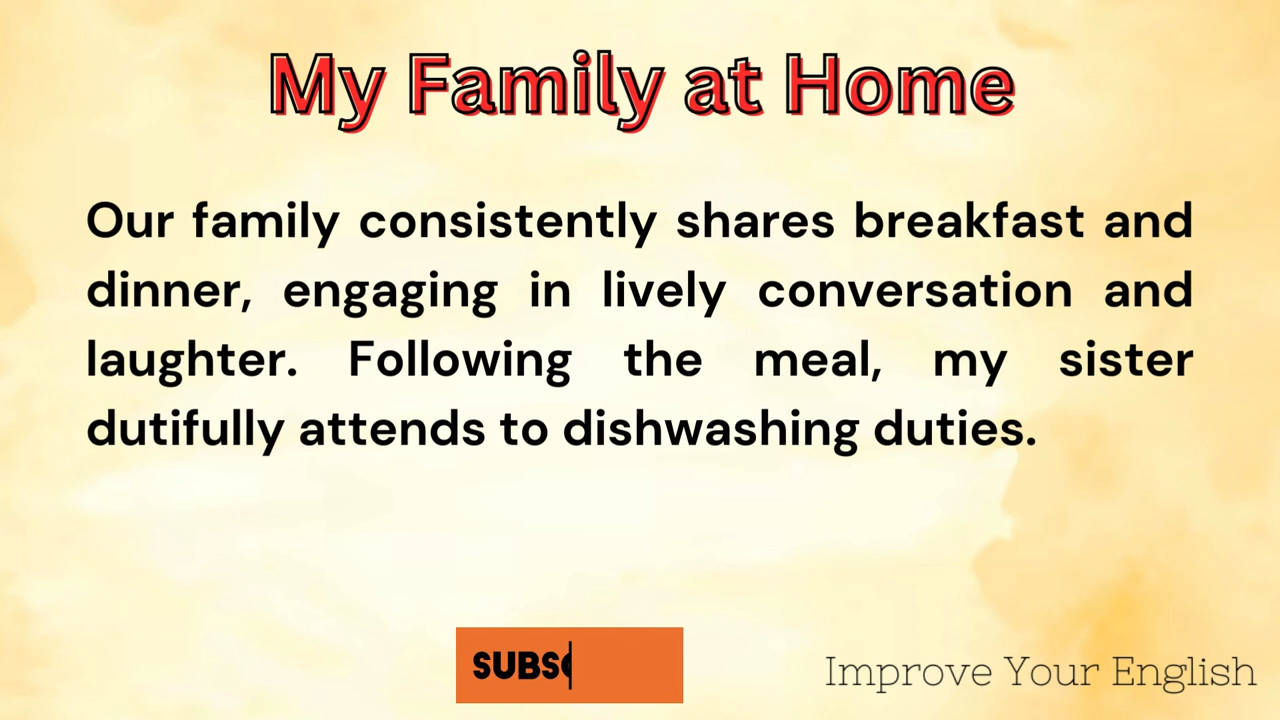 My Family at Home
Our family consistently shares breakfast and
dinner, engaging in lively conversation and
laughter. Following the meal, my sister
dutifully attends to dishwashing duties.
SUBS
Improve Your English